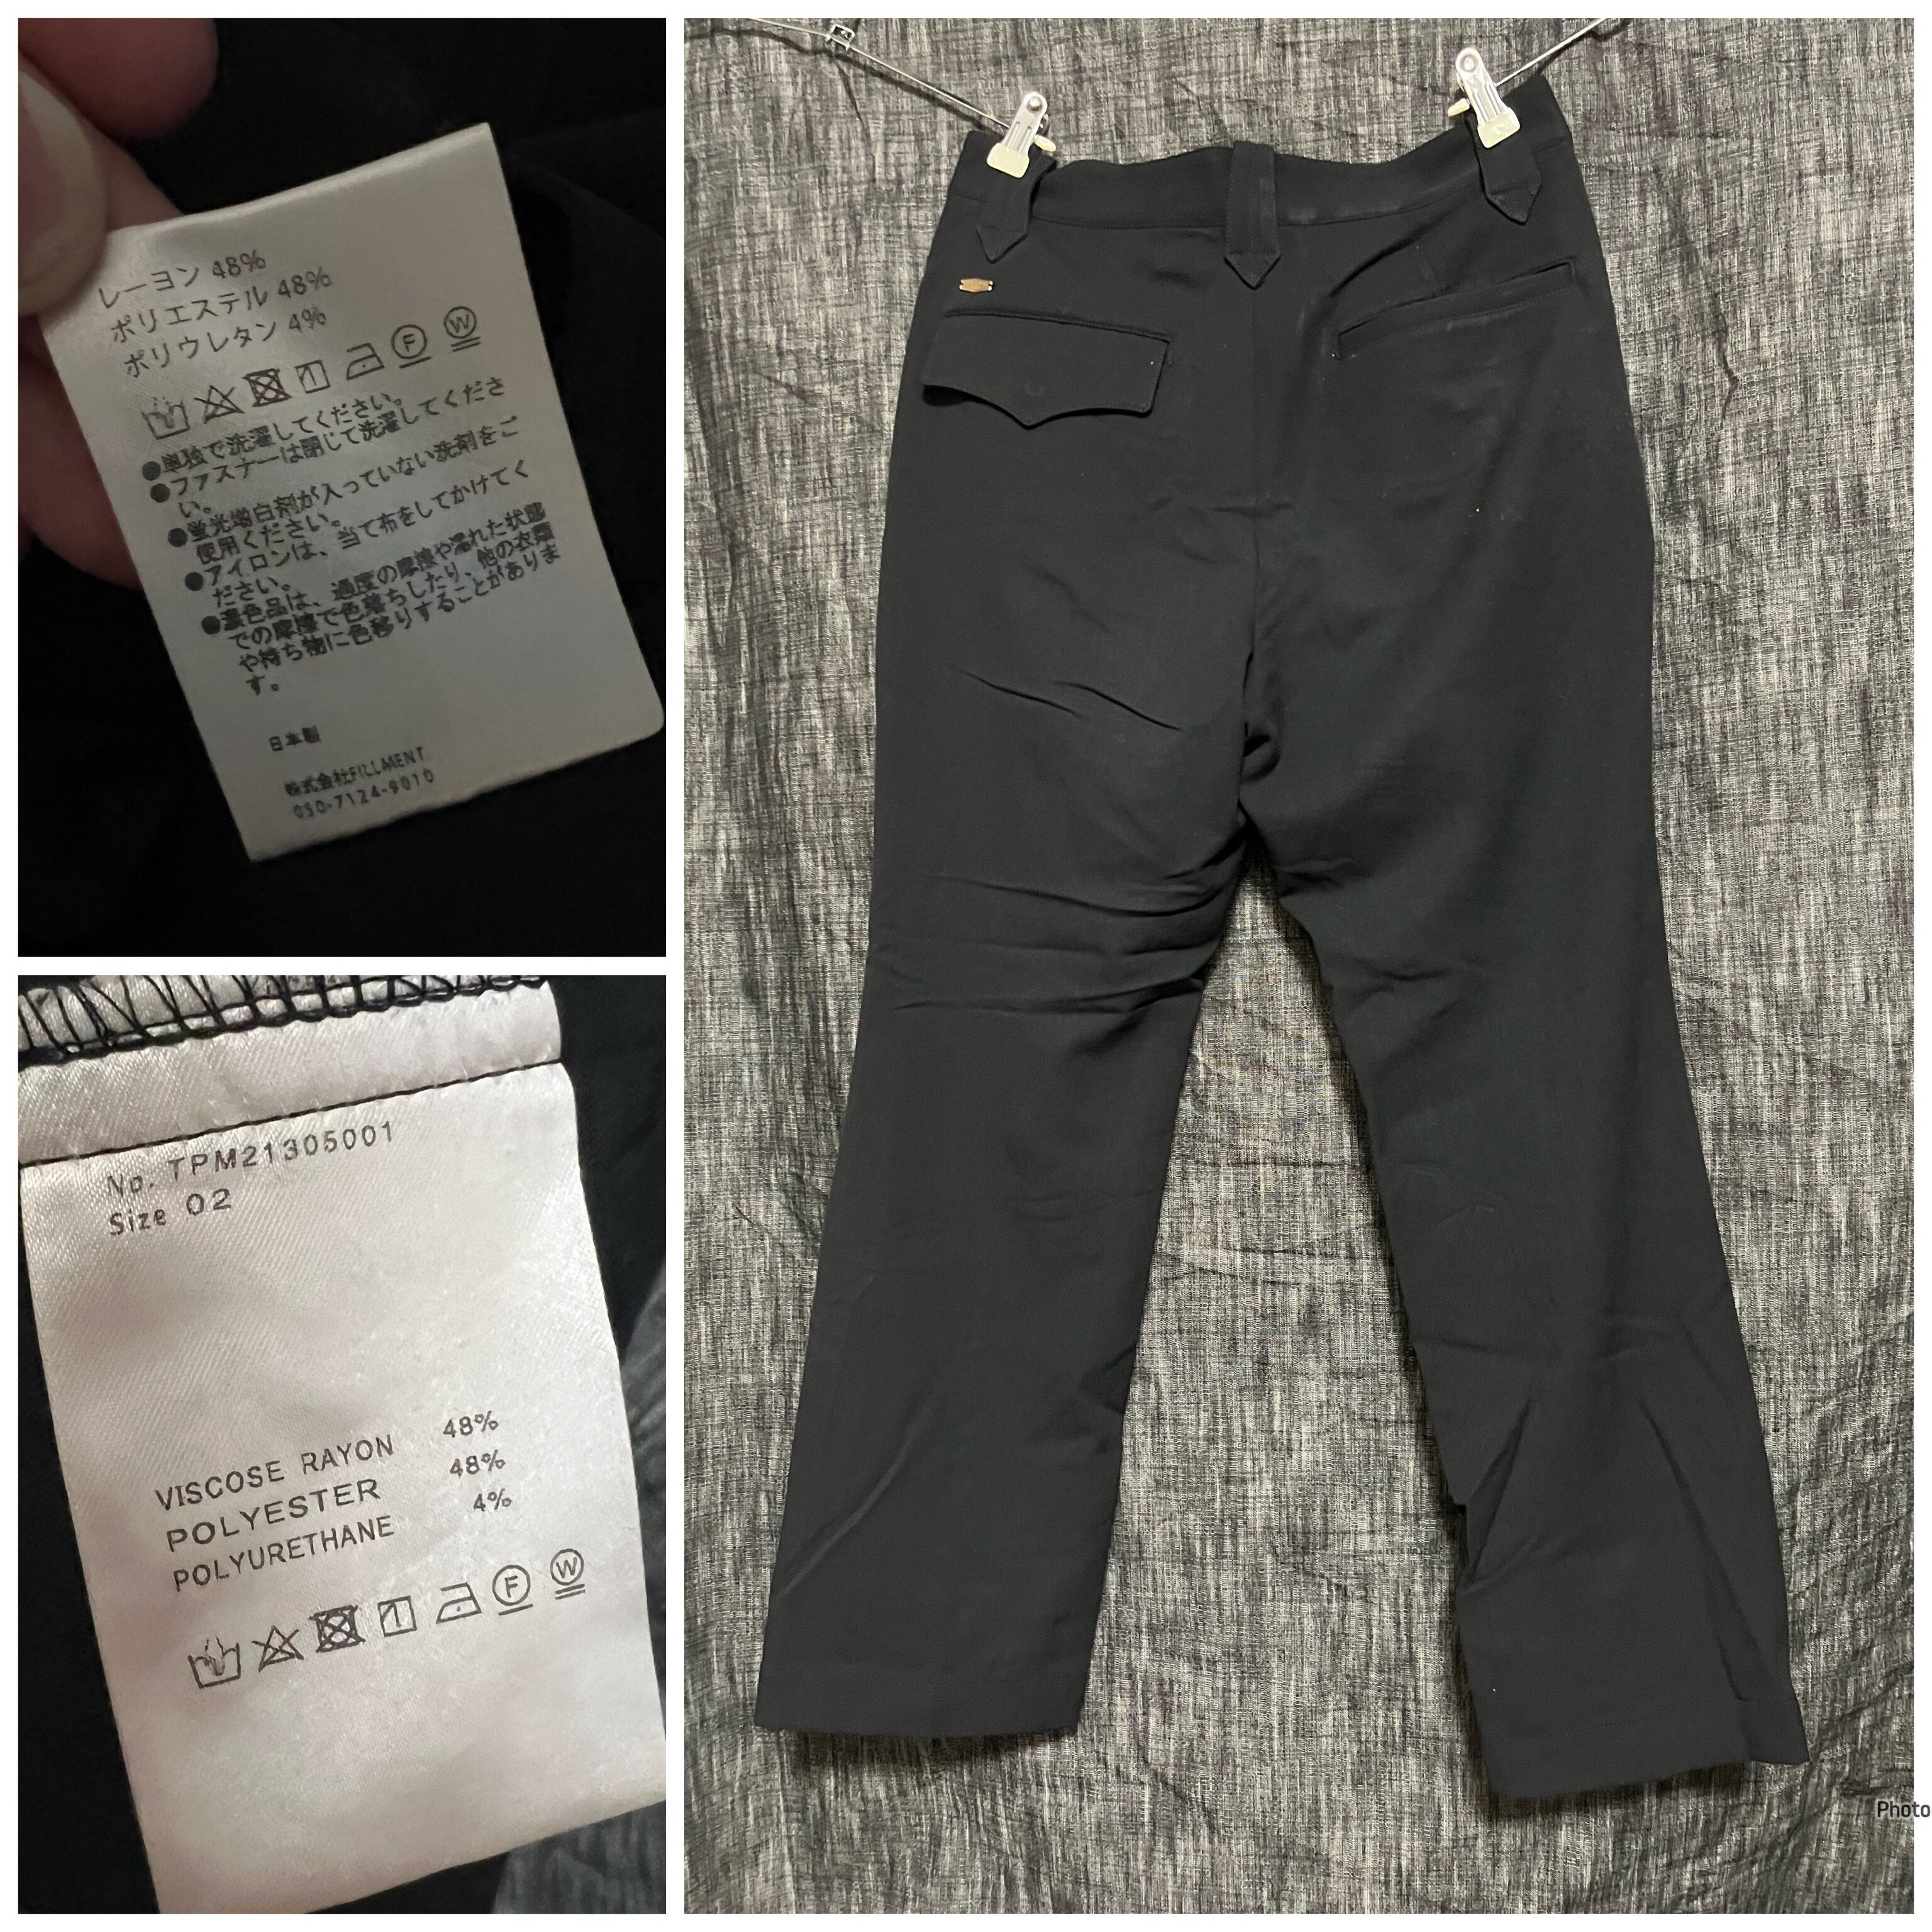 レーヨン 48%
ポリエステル 48%
ポリウレタン 4%
F W
●単独で洗濯してください。
●ファスナーは閉じて洗濯してくださ
い。
●蛍光増白剤が入っていない洗剤をご
使用ください。
●アイロンは、当て布をしてかけてく
ださい。
●濃色品は、過度の摩擦や濡れた状態
での摩擦で色落ちしたり、他の衣類
や持ち物に色移りすることがありま
す。
日本製
株式会社FILLMENT
050-7124-9010
No. TPM21305001
Size 02
VISCOSE RAYON 48%
POLYESTER 48%
POLYURETHANE 4%
F W
Photo